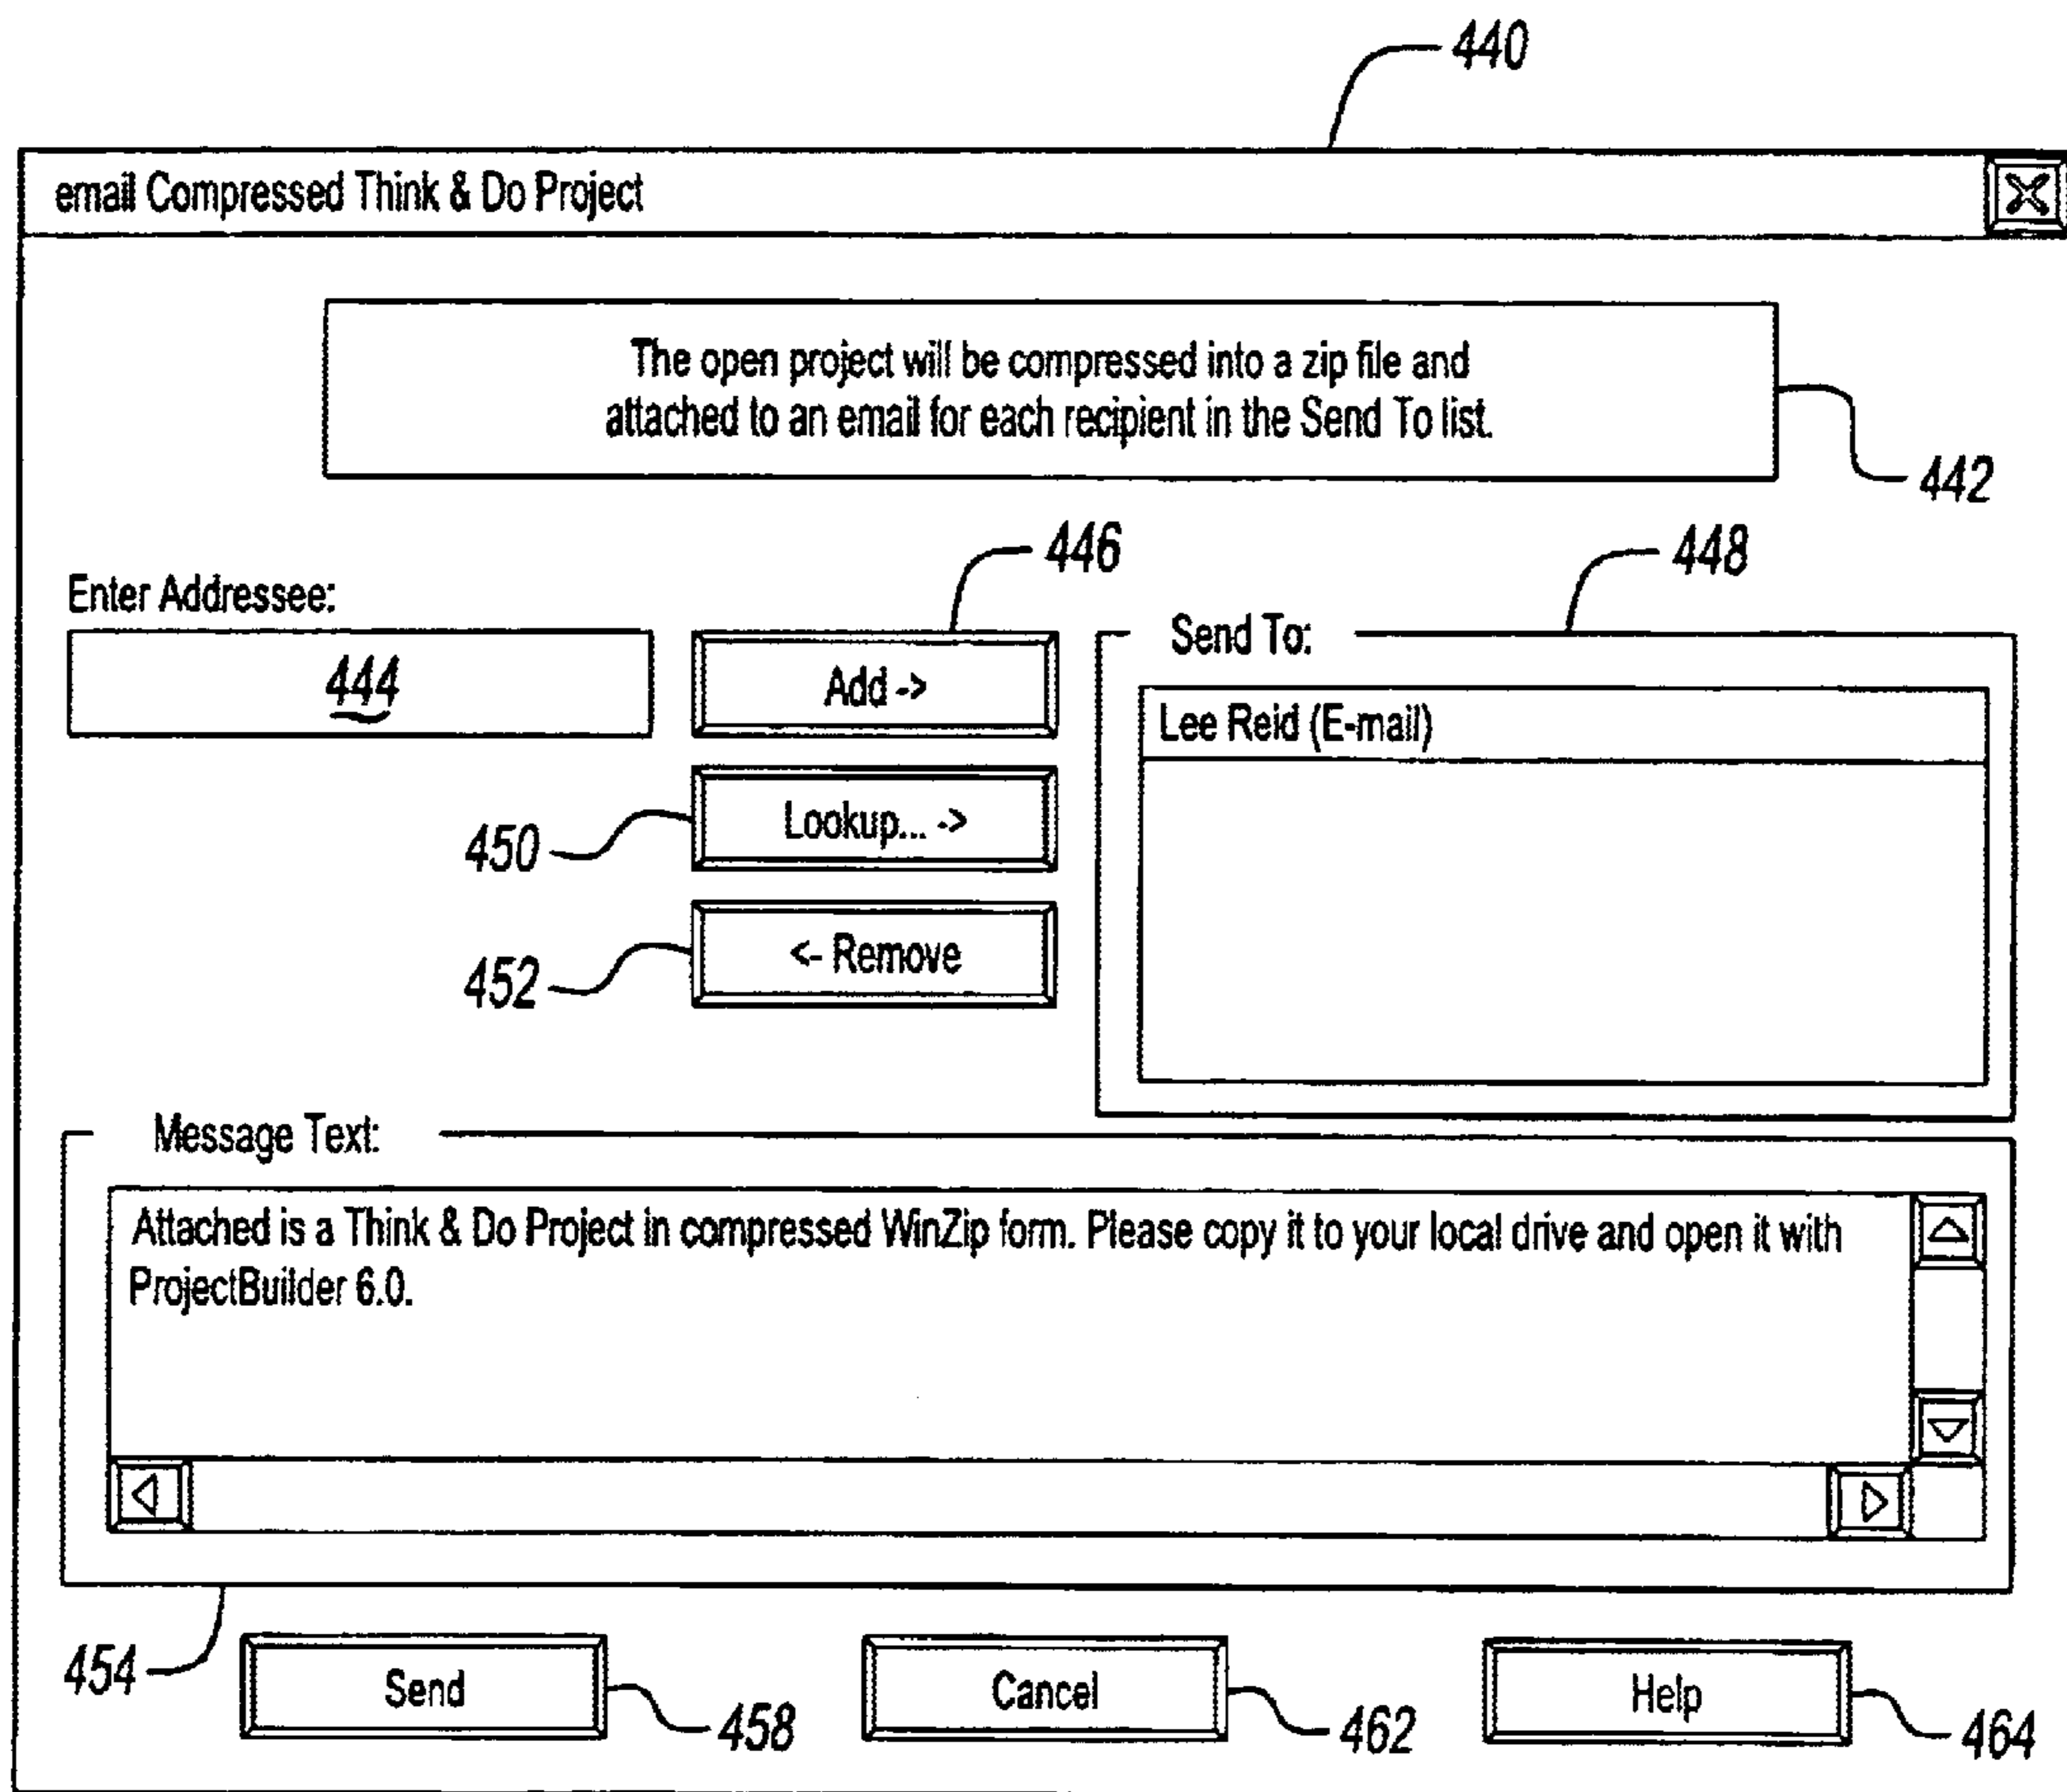 440
email Compressed Think & Do Project
The open project will be compressed into a zip file and
attached to an email for each recipient in the Send To list.
442
446
448
Enter Addressee:
Send To:
444
Add ->
Lee Reid (E-mail)
450
Lookup... ->
452
<- Remove
Message Text:
Attached is a Think & Do Project in compressed WinZip form. Please copy it to your local drive and open it with
ProjectBuilder 6.0.
454
Send
458
Cancel
462
Help
464